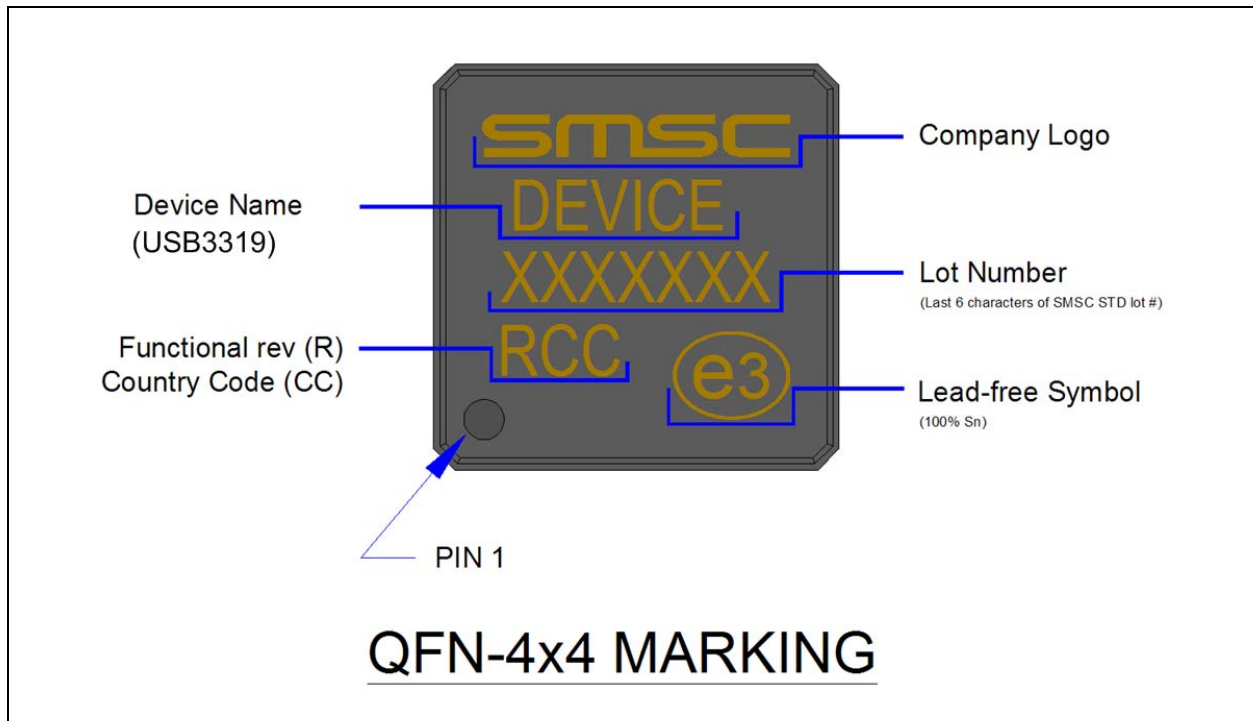 smsc
Company Logo
Device Name
(USB3319)
DEVICE
XXXXXXX
Lot Number
(Last 6 characters of SMSC STD lot #)
Functional rev (R)
Country Code (CC)
RCC
e3
Lead-free Symbol
(100% Sn)
PIN 1
QFN-4x4 MARKING